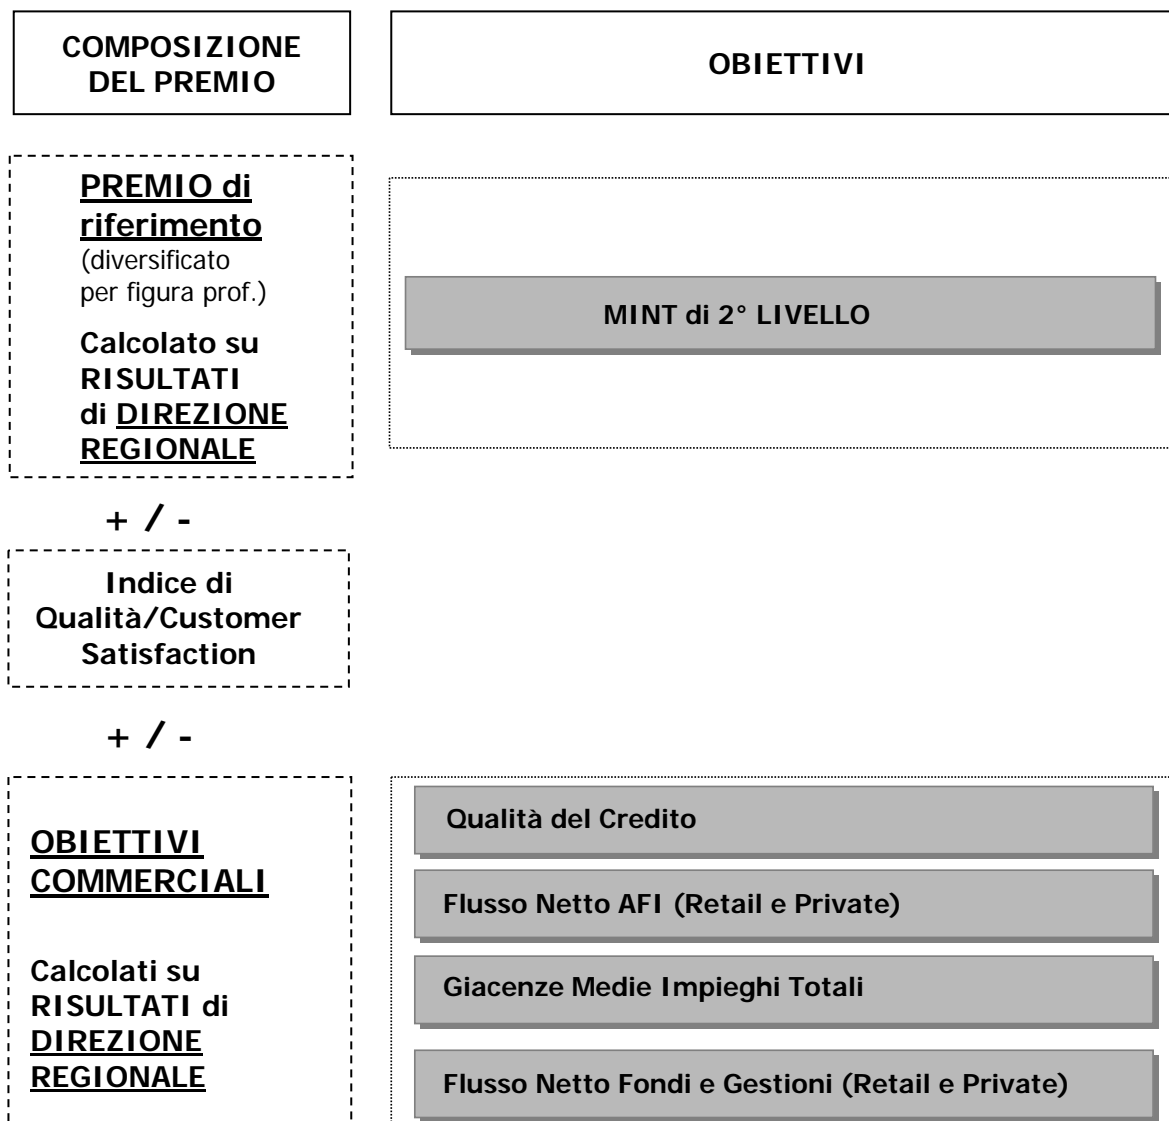 COMPOSIZIONE
DEL PREMIO
OBIETTIVI
PREMIO di
riferimento
(diversificato
per figura prof.)
Calcolato su
RISULTATI
di DIREZIONE
REGIONALE
MINT di 2° LIVELLO
+ / -
Indice di
Qualità/Customer
Satisfaction
+ / -
OBIETTIVI
COMMERCIALI
Calcolati su
RISULTATI di
DIREZIONE
REGIONALE
Qualità del Credito
Flusso Netto AFI (Retail e Private)
Giacenze Medie Impieghi Totali
Flusso Netto Fondi e Gestioni (Retail e Private)